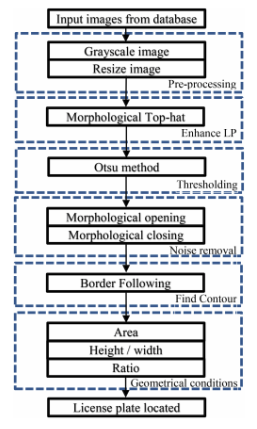 Input images from database
Grayscale image
Resize image
Pre-processing
Morphological Top-hat
Enhance LP
Otsu method
Thresholding
Morphological opening
Morphological closing
Noise removal
Border Following
Find Contour
Area
Height / width
Ratio
Geometrical conditions
License plate located